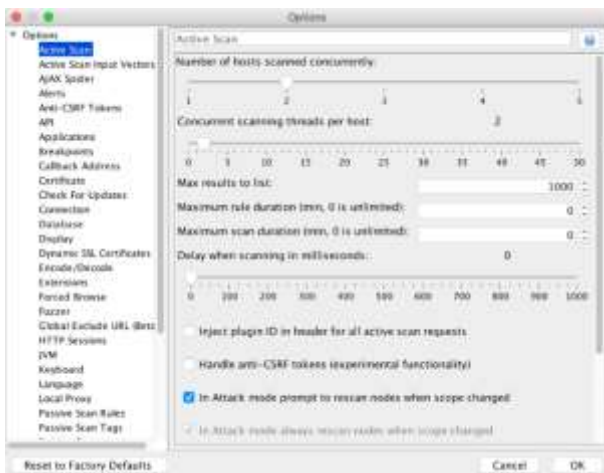 Options
Options
Active Scan
Active Scan Input Vectors
AJAX Spider
Alerts
Anti-CSRF Tokens
API
Applications
Breakpoints
Callback Address
Certificate
Check For Updates
Connection
Database
Display
Dynamic SSL Certificates
Encode/Decode
Extensions
Forced Browse
Fuzzer
Global Exclude URL (Beta
HTTP Sessions
JVM
Keyboard
Language
Local Proxy
Passive Scan Rules
Passive Scan Tags
Active Scan
Number of hosts scanned concurrently:
1 2 3 4 5
Concurrent scanning threads per host: 2
0 5 10 15 20 25 30 35 40 45 50
Max results to list: 1000
Maximum rule duration (min, 0 is unlimited): 0
Maximum scan duration (min, 0 is unlimited): 0
Delay when scanning in milliseconds: 0
0 100 200 300 400 500 600 700 800 900 1000
Inject plugin ID in header for all active scan requests
Handle anti-CSRF tokens (experimental functionality)
In Attack mode prompt to rescan nodes when scope changed
In Attack mode always rescan nodes when scope changed
Reset to Factory Defaults
Cancel
OK